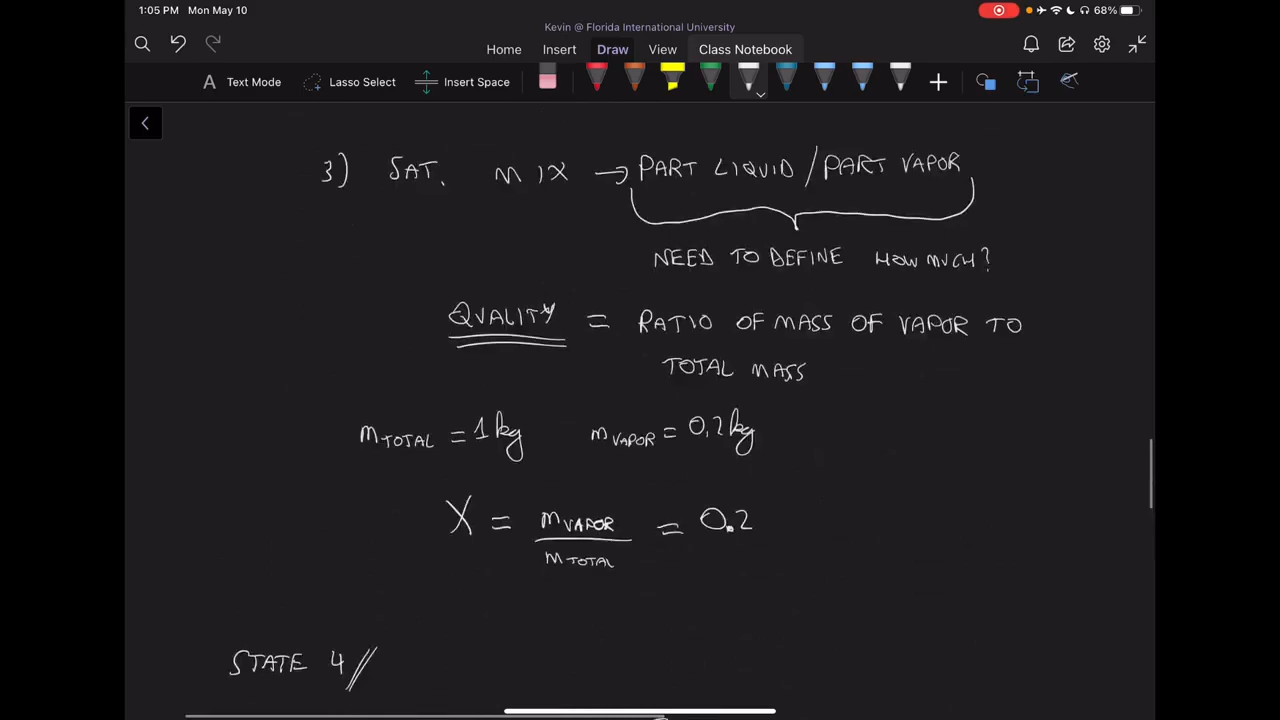 1:05 PM Mon May 10
68%
Kevin @ Florida International University
Home Insert Draw View Class Notebook
Text Mode Lasso Select Insert Space
3) SAT. MIX → PART LIQUID / PART VAPOR
NEED TO DEFINE HOW MUCH?
QUALITY = RATIO OF MASS OF VAPOR TO
TOTAL MASS
mTOTAL = 1 kg mVAPOR = 0.2 kg
X = mVAPOR / mTOTAL = 0.2
STATE 4 //